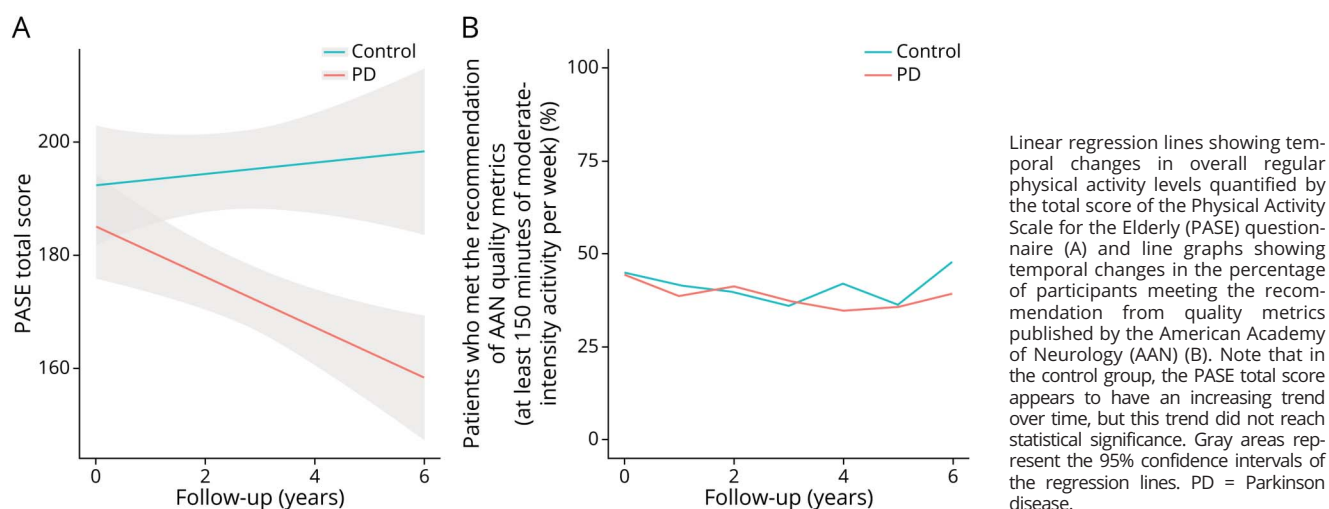 A
Control
PD
PASE total score
200
180
160
0
2
4
6
Follow-up (years)
B
Control
PD
Patients who met the recommendation
of AAN quality metrics
(at least 150 minutes of moderate-
intensity acitivity per week) (%)
100
75
50
25
0
0
2
4
6
Follow-up (years)
Linear regression lines showing tem-
poral changes in overall regular
physical activity levels quantified by
the total score of the Physical Activity
Scale for the Elderly (PASE) question-
naire (A) and line graphs showing
temporal changes in the percentage
of participants meeting the recom-
mendation from quality metrics
published by the American Academy
of Neurology (AAN) (B). Note that in
the control group, the PASE total score
appears to have an increasing trend
over time, but this trend did not reach
statistical significance. Gray areas rep-
resent the 95% confidence intervals of
the regression lines. PD = Parkinson
disease.